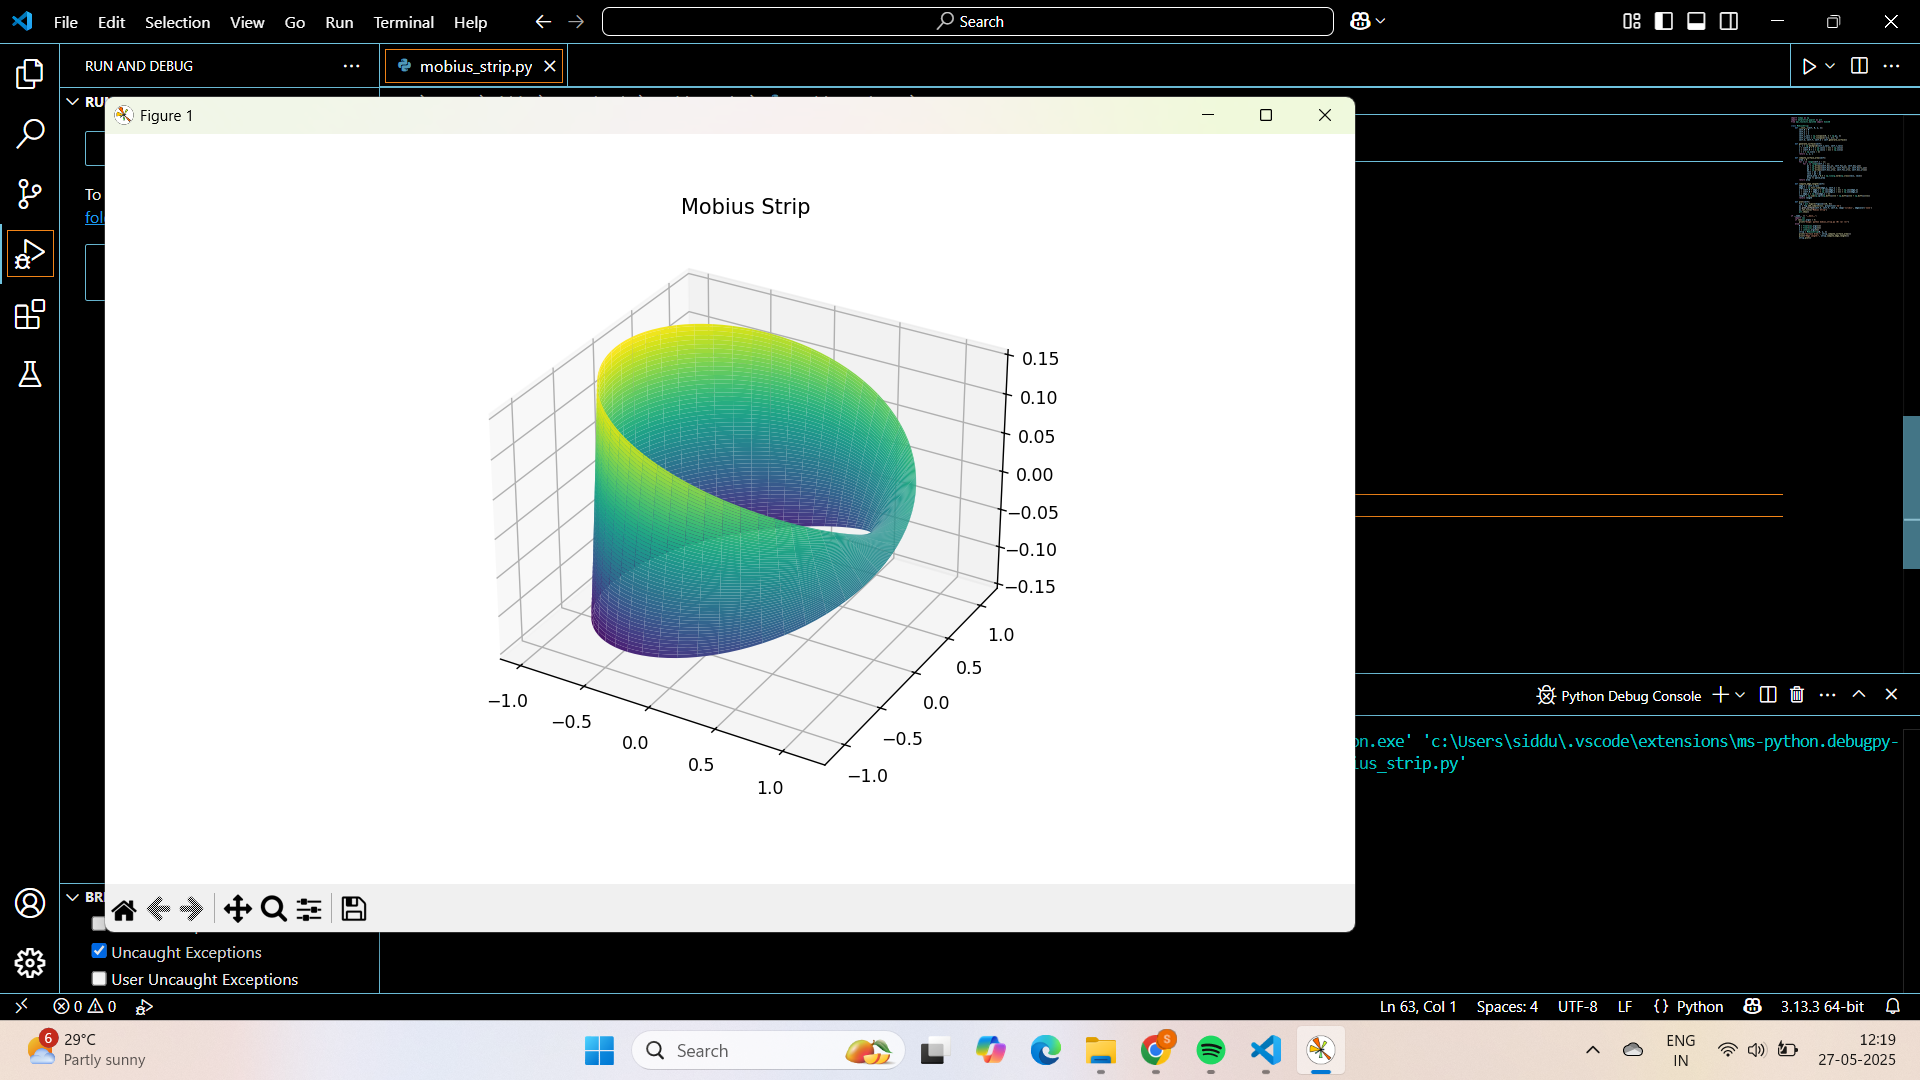 File Edit Selection View Go Run Terminal Help
Search
RUN AND DEBUG
mobius_strip.py
Figure 1
To
Mobius Strip
0.15
0.10
0.05
0.00
−0.05
−0.10
−0.15
1.0
0.5
0.0
−0.5
−1.0
−1.0
−0.5
0.0
0.5
1.0
Python Debug Console
on.exe' 'c:\Users\siddu\.vscode\extensions\ms-python.debugpy-
ius_strip.py'
Uncaught Exceptions
User Uncaught Exceptions
0 0
Ln 63, Col 1 Spaces: 4 UTF-8 LF {} Python 3.13.3 64-bit
6
29°C
Partly sunny
Search
S
ENG
IN
12:19
27-05-2025